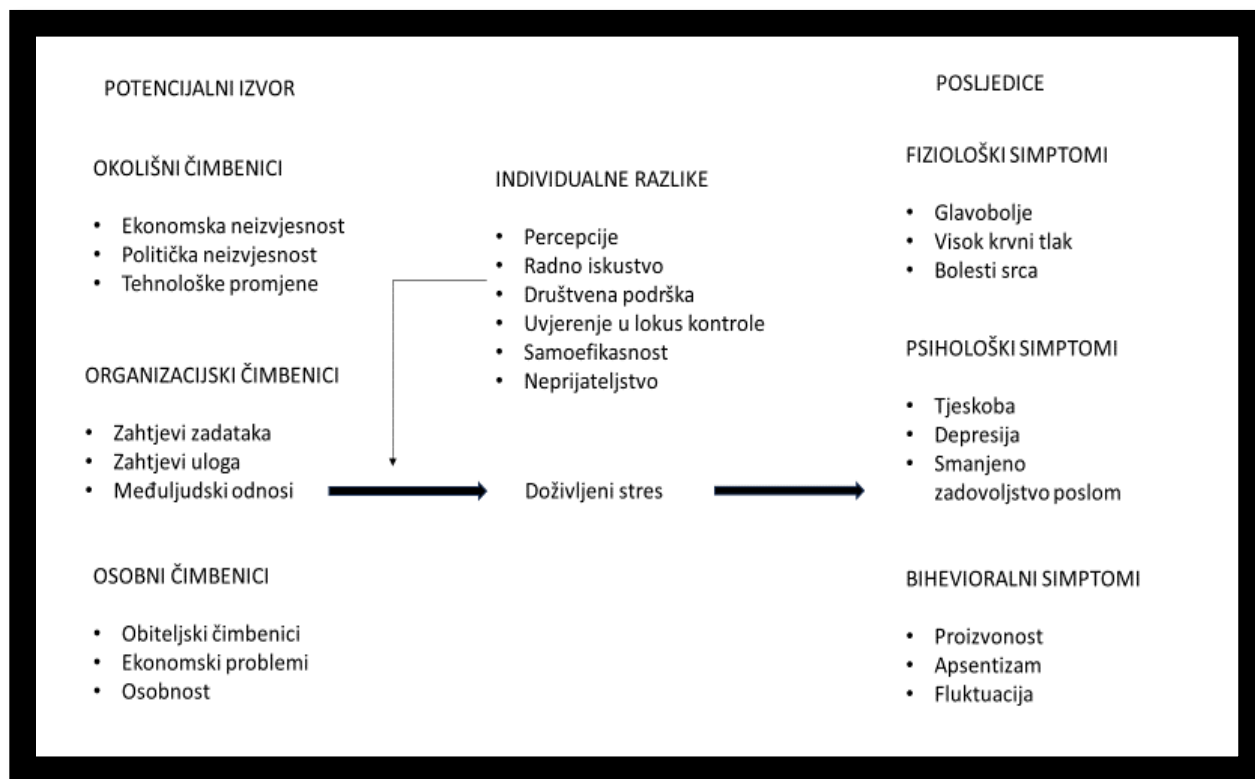 POTENCIJALNI IZVOR
OKOLIŠNI ČIMBENICI
• Ekonomska neizvjesnost
• Politička neizvjesnost
• Tehnološke promjene
ORGANIZACIJSKI ČIMBENICI
• Zahtjevi zadataka
• Zahtjevi uloga
• Međuljudski odnosi
OSOBNI ČIMBENICI
• Obiteljski čimbenici
• Ekonomski problemi
• Osobnost
INDIVIDUALNE RAZLIKE
• Percepcije
• Radno iskustvo
• Društvena podrška
• Uvjerenje u lokus kontrole
• Samoefikasnost
• Neprijateljstvo
Doživljeni stres
POSLJEDICE
FIZIOLOŠKI SIMPTOMI
• Glavobolje
• Visok krvni tlak
• Bolesti srca
PSIHOLOŠKI SIMPTOMI
• Tjeskoba
• Depresija
• Smanjeno
zadovoljstvo poslom
BIHEVIORALNI SIMPTOMI
• Proizvonost
• Apsentizam
• Fluktuacija